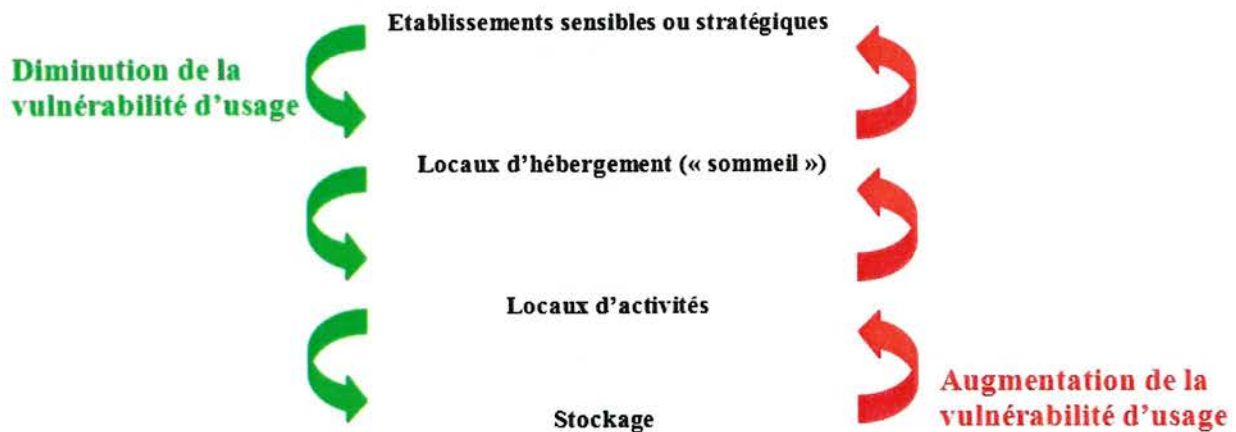 Etablissements sensibles ou stratégiques
Diminution de la
vulnérabilité d’usage
Locaux d’hébergement (« sommeil »)
Locaux d’activités
Augmentation de la
vulnérabilité d’usage
Stockage